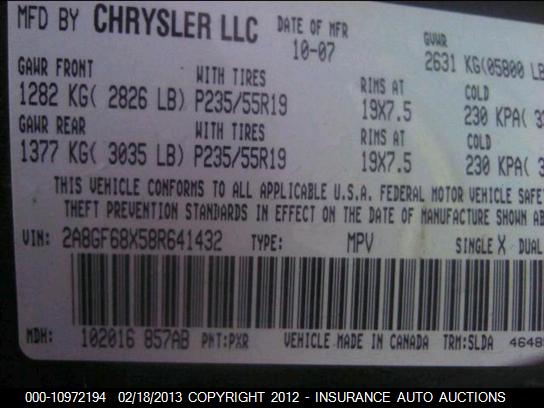 MFD BY CHRYSLER LLC DATE OF MFR GVWR
10-07 2631 KG(05800 LB
GAWR FRONT WITH TIRES RIMS AT COLD
1282 KG( 2826 LB) P235/55R19 19X7.5 230 KPA( 3
GAWR REAR WITH TIRES RIMS AT COLD
1377 KG( 3035 LB) P235/55R19 19X7.5 230 KPA( 3
THIS VEHICLE CONFORMS TO ALL APPLICABLE U.S.A. FEDERAL MOTOR VEHICLE SAFE
THEFT PREVENTION STANDARDS IN EFFECT ON THE DATE OF MANUFACTURE SHOWN AB
VIN: 2A8GF68X58R641432 TYPE: MPV SINGLE X DUAL
MDH: 102016 857AB PNT:PXR VEHICLE MADE IN CANADA TRM:SLDA 4648
000-10972194 02/18/2013 COPYRIGHT 2012 - INSURANCE AUTO AUCTIONS